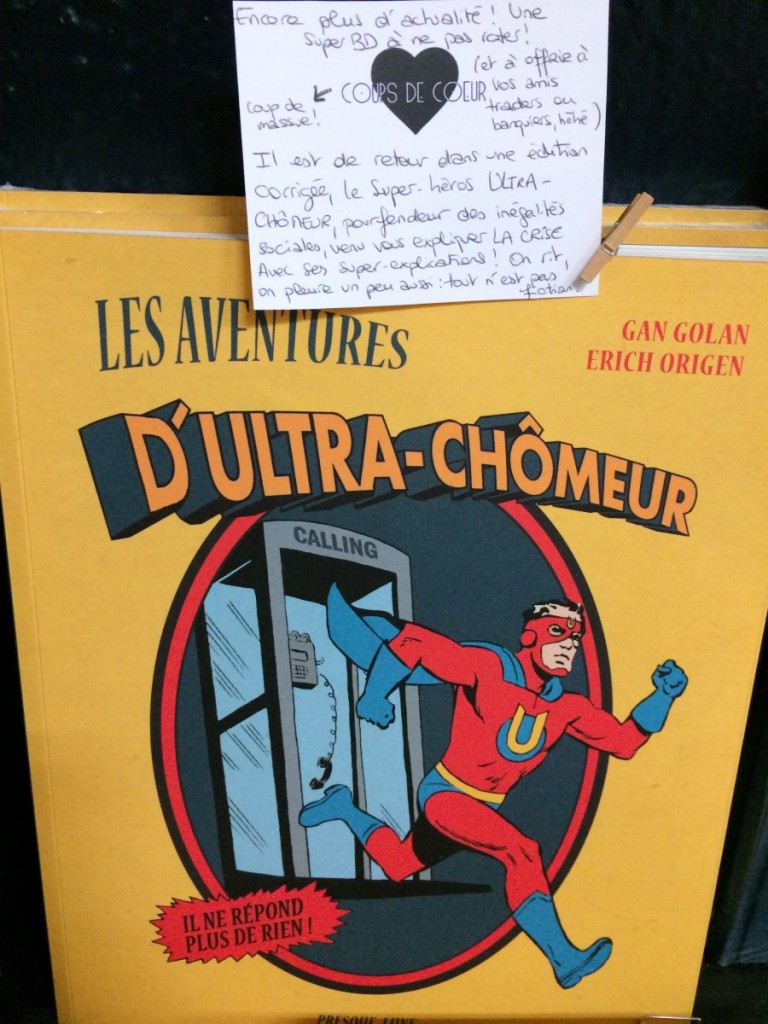 Encore plus d'actualité ! Une
super BD à ne pas rater !
(et à offrir à
vos amis
traders ou
banquiers, héhé)
COUPS DE COEUR
coup de
massue !
Il est de retour dans une édition
corrigée, le super-héros ULTRA-
CHÔMEUR, pourfendeur des inégalités
sociales, venu vous expliquer LA CRISE
Avec ses super-explications ! On rit,
on pleure un peu aussi : tout n'est pas
fiction.
LES AVENTURES
GAN GOLAN
ERICH ORIGEN
D'ULTRA-CHÔMEUR
CALLING
U
U
IL NE RÉPOND
PLUS DE RIEN !
PRESQUE LUNE